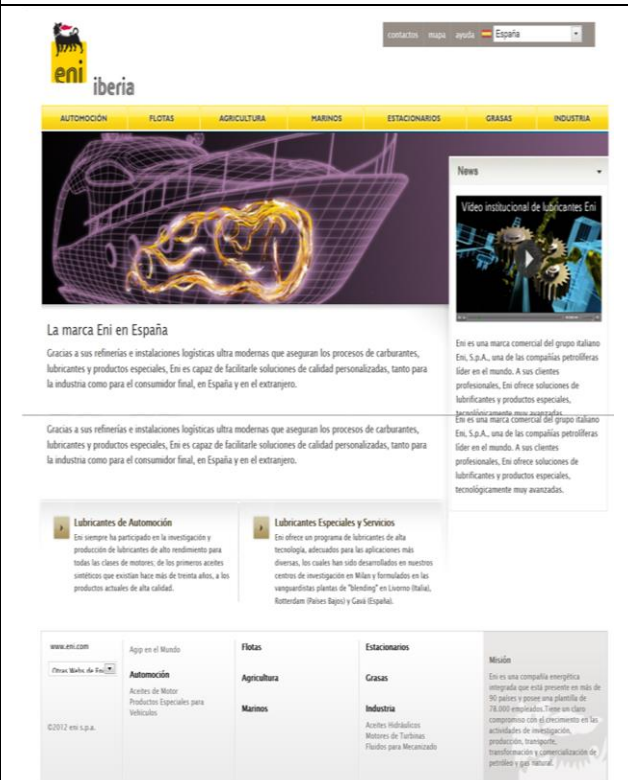 contactos mapa ayuda España
eni
iberia
AUTOMOCIÓN FLOTAS AGRICULTURA MARINOS ESTACIONARIOS GRASAS INDUSTRIA
News
Vídeo institucional de lubricantes Eni
La marca Eni en España
Gracias a sus refinerías e instalaciones logísticas ultra modernas que aseguran los procesos de carburantes,
lubricantes y productos especiales, Eni es capaz de facilitarle soluciones de calidad personalizadas, tanto para
la industria como para el consumidor final, en España y en el extranjero.
Eni es una marca comercial del grupo italiano
Eni, S.p.A., una de las compañías petrolíferas
líder en el mundo. A sus clientes
profesionales, Eni ofrece soluciones de
lubrificantes y productos especiales,
tecnológicamente muy avanzadas.
Gracias a sus refinerías e instalaciones logísticas ultra modernas que aseguran los procesos de carburantes,
lubricantes y productos especiales, Eni es capaz de facilitarle soluciones de calidad personalizadas, tanto para
la industria como para el consumidor final, en España y en el extranjero.
Eni es una marca comercial del grupo italiano
Eni, S.p.A., una de las compañías petrolíferas
líder en el mundo. A sus clientes
profesionales, Eni ofrece soluciones de
lubrificantes y productos especiales,
tecnológicamente muy avanzadas.
Lubricantes de Automoción
Eni siempre ha participado en la investigación y
producción de lubricantes de alto rendimiento para
todas las clases de motores; de los primeros aceites
sintéticos que existían hace más de treinta años, a los
productos actuales de alta calidad.
Lubricantes Especiales y Servicios
Eni ofrece un programa de lubricantes de alta
tecnología, adecuados para las aplicaciones más
diversas, los cuales han sido desarrollados en nuestros
centros de investigación en Milan y formulados en las
vanguardistas plantas de "blending" en Livorno (Italia),
Rotterdam (Países Bajos) y Gavà (España).
www.eni.com
Otras Webs de Eni
©2012 eni s.p.a.
Agip en el Mundo
Automoción
Aceites de Motor
Productos Especiales para
Vehículos
Flotas
Agricultura
Marinos
Estacionarios
Grasas
Industria
Aceites Hidráulicos
Motores de Turbinas
Fluidos para Mecanizado
Misión
Eni es una compañía energética
integrada que está presente en más de
90 países y posee una plantilla de
78.000 empleados.Tiene un claro
compromiso con el crecimiento en las
actividades de investigación,
producción, transporte,
transformación y comercialización de
petróleo y gas natural.